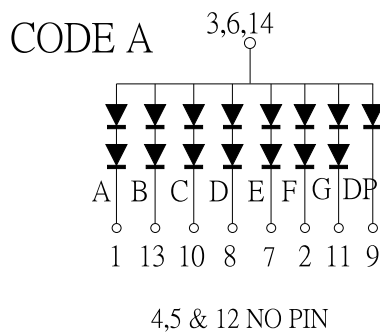 CODE A
3,6,14
A B C D E F G DP
1 13 10 8 7 2 11 9
4,5 & 12 NO PIN